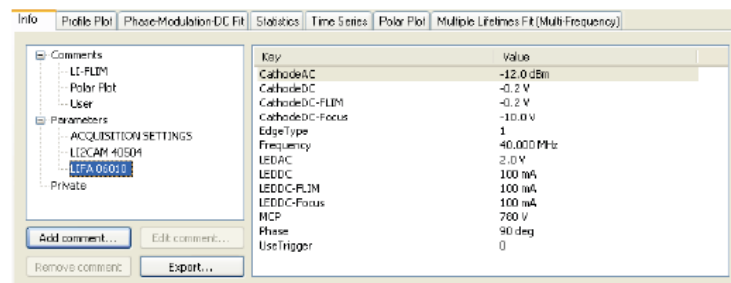 Info Profile Plot Phase-Modulation-DC Fit Statistics Time Series Polar Plot Multiple Lifetimes Fit (Multi-Frequency)
Comments
LI-FLIM
Polar Plot
User
Parameters
ACQUISITION SETTINGS
LI2CAM 40504
LIFA 06010
Private
Add comment... Edit comment...
Remove comment Export...
Key Value
CathodeAC -12.0 dBm
CathodeDC -0.2 V
CathodeDC-FLIM -0.2 V
CathodeDC-Focus -10.0 V
EdgeType 1
Frequency 40.000 MHz
LEDAC 2.0 V
LEDDC 100 mA
LEDDC-FLIM 100 mA
LEDDC-Focus 100 mA
MCP 780 V
Phase 90 deg
UseTrigger 0